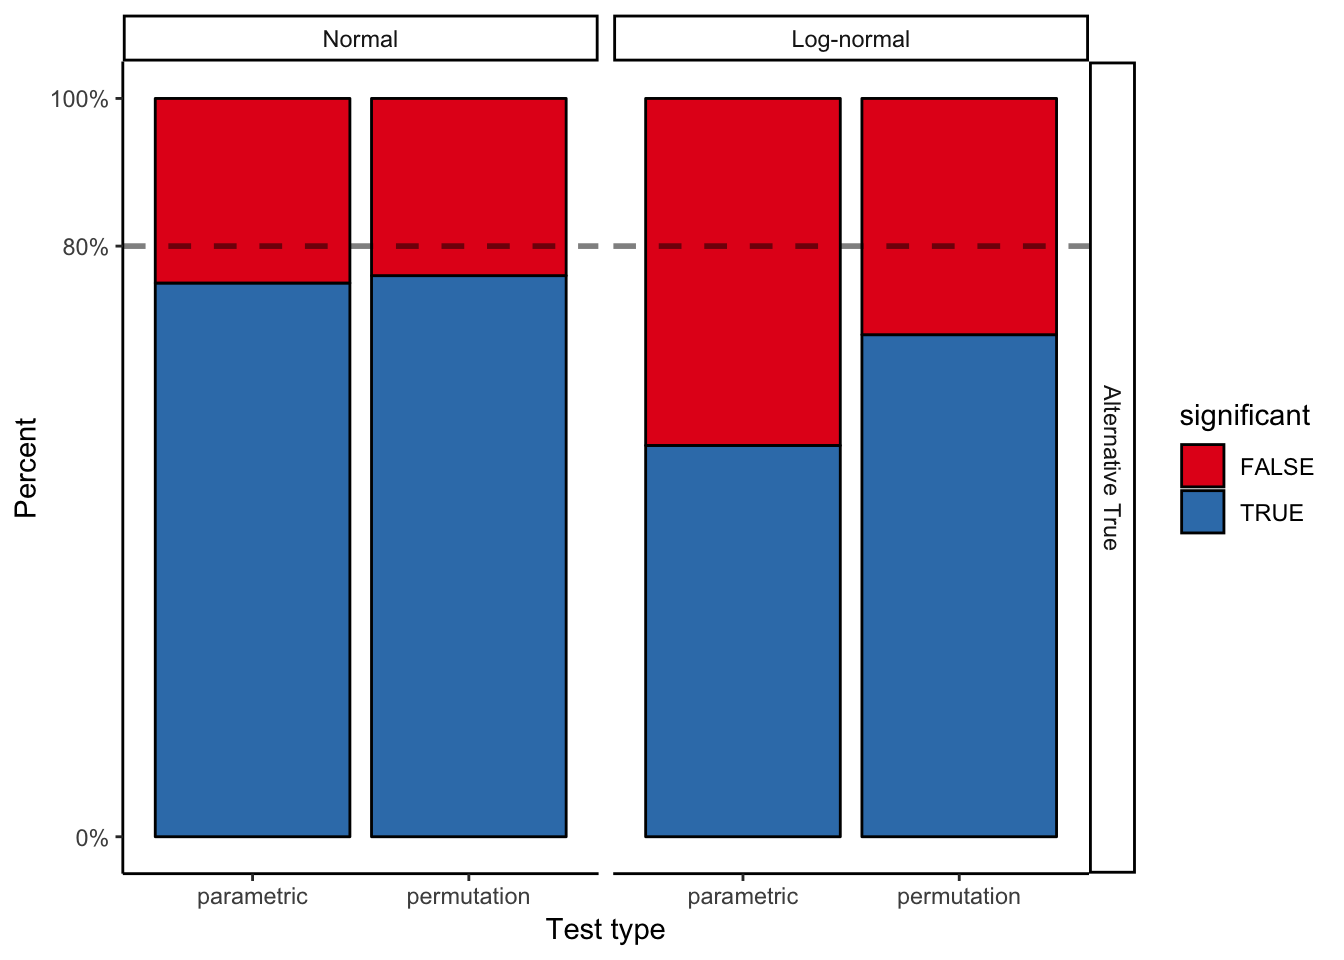 Normal
Log-normal
100%
80%
0%
Percent
parametric
permutation
parametric
permutation
Test type
Alternative True
significant
FALSE
TRUE